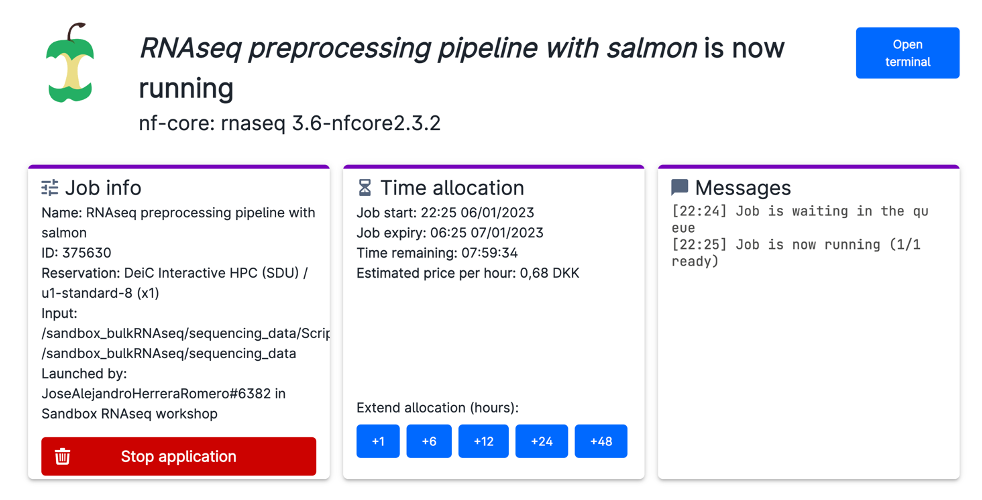 RNAseq preprocessing pipeline with salmon is now
running
nf-core: rnaseq 3.6-nfcore2.3.2
Open
terminal
Job info
Name: RNAseq preprocessing pipeline with
salmon
ID: 375630
Reservation: DeiC Interactive HPC (SDU) /
u1-standard-8 (x1)
Input:
/sandbox_bulkRNAseq/sequencing_data/Scrip
/sandbox_bulkRNAseq/sequencing_data
Launched by:
JoseAlejandroHerreraRomero#6382 in
Sandbox RNAseq workshop
Stop application
Time allocation
Job start: 22:25 06/01/2023
Job expiry: 06:25 07/01/2023
Time remaining: 07:59:34
Estimated price per hour: 0,68 DKK
Extend allocation (hours):
+1 +6 +12 +24 +48
Messages
[22:24] Job is waiting in the qu
eue
[22:25] Job is now running (1/1
ready)